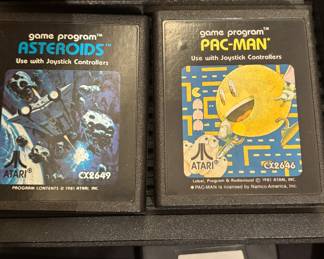 game program™
ASTEROIDS™
Use with Joystick Controllers
ATARI®
CX2649
PROGRAM CONTENTS © 1981 ATARI, INC.
game program™
PAC-MAN*
Use with Joystick Controllers
ATARI®
CX2646
Label, Program & Audiovisual © 1981 ATARI, INC.
PAC-MAN is licensed by Namco-America, Inc.